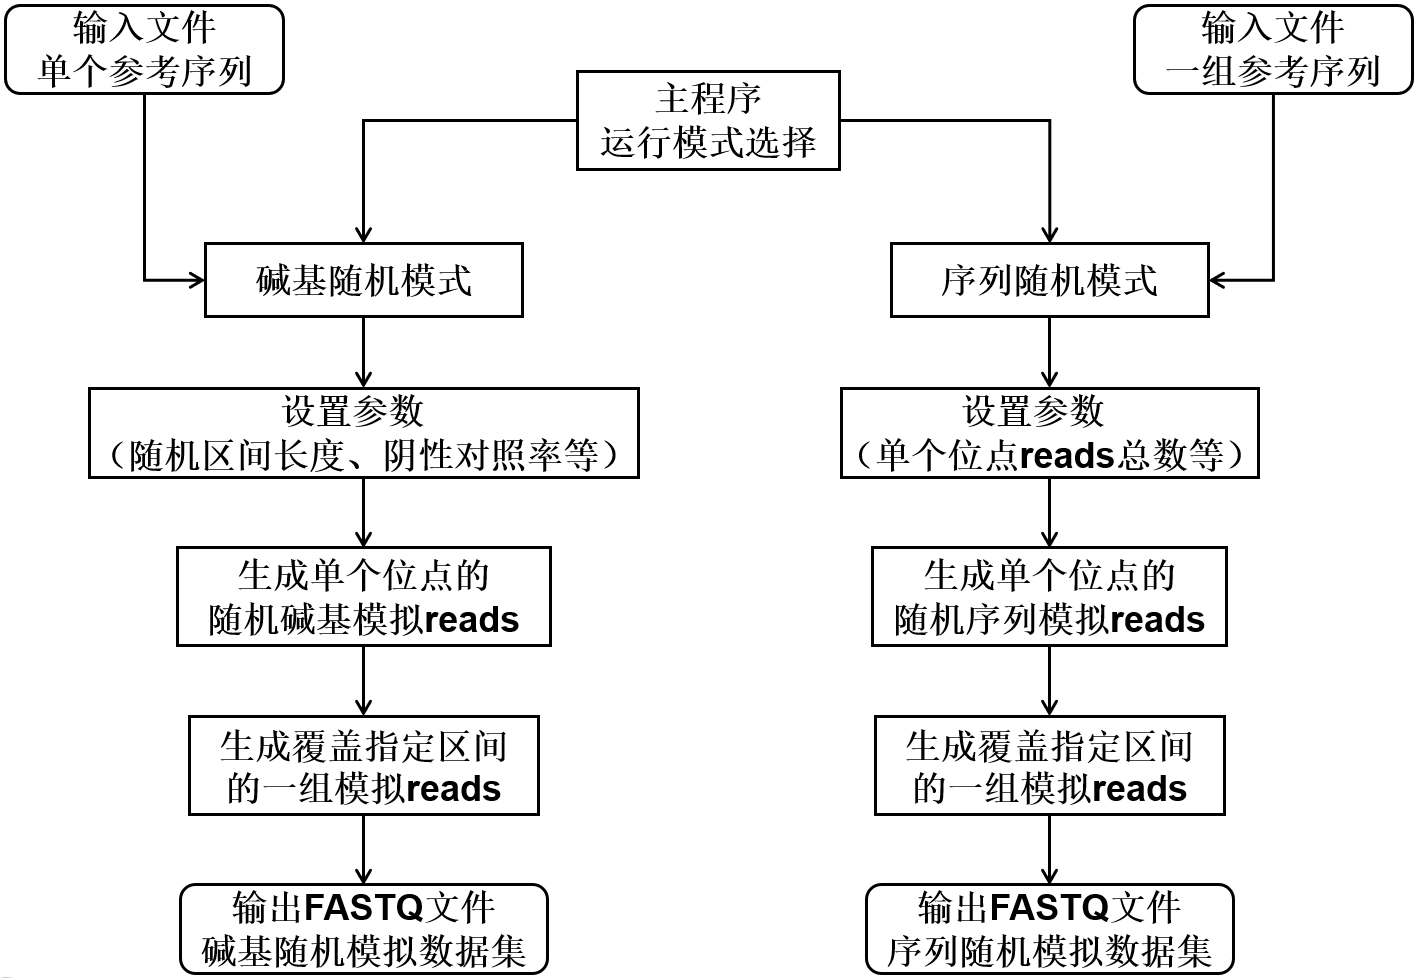 输入文件
单个参考序列
输入文件
一组参考序列
主程序
运行模式选择
碱基随机模式
序列随机模式
设置参数
（随机区间长度、阴性对照率等）
设置参数
（单个位点reads总数等）
生成单个位点的
随机碱基模拟reads
生成单个位点的
随机序列模拟reads
生成覆盖指定区间
的一组模拟reads
生成覆盖指定区间
的一组模拟reads
输出FASTQ文件
碱基随机模拟数据集
输出FASTQ文件
序列随机模拟数据集